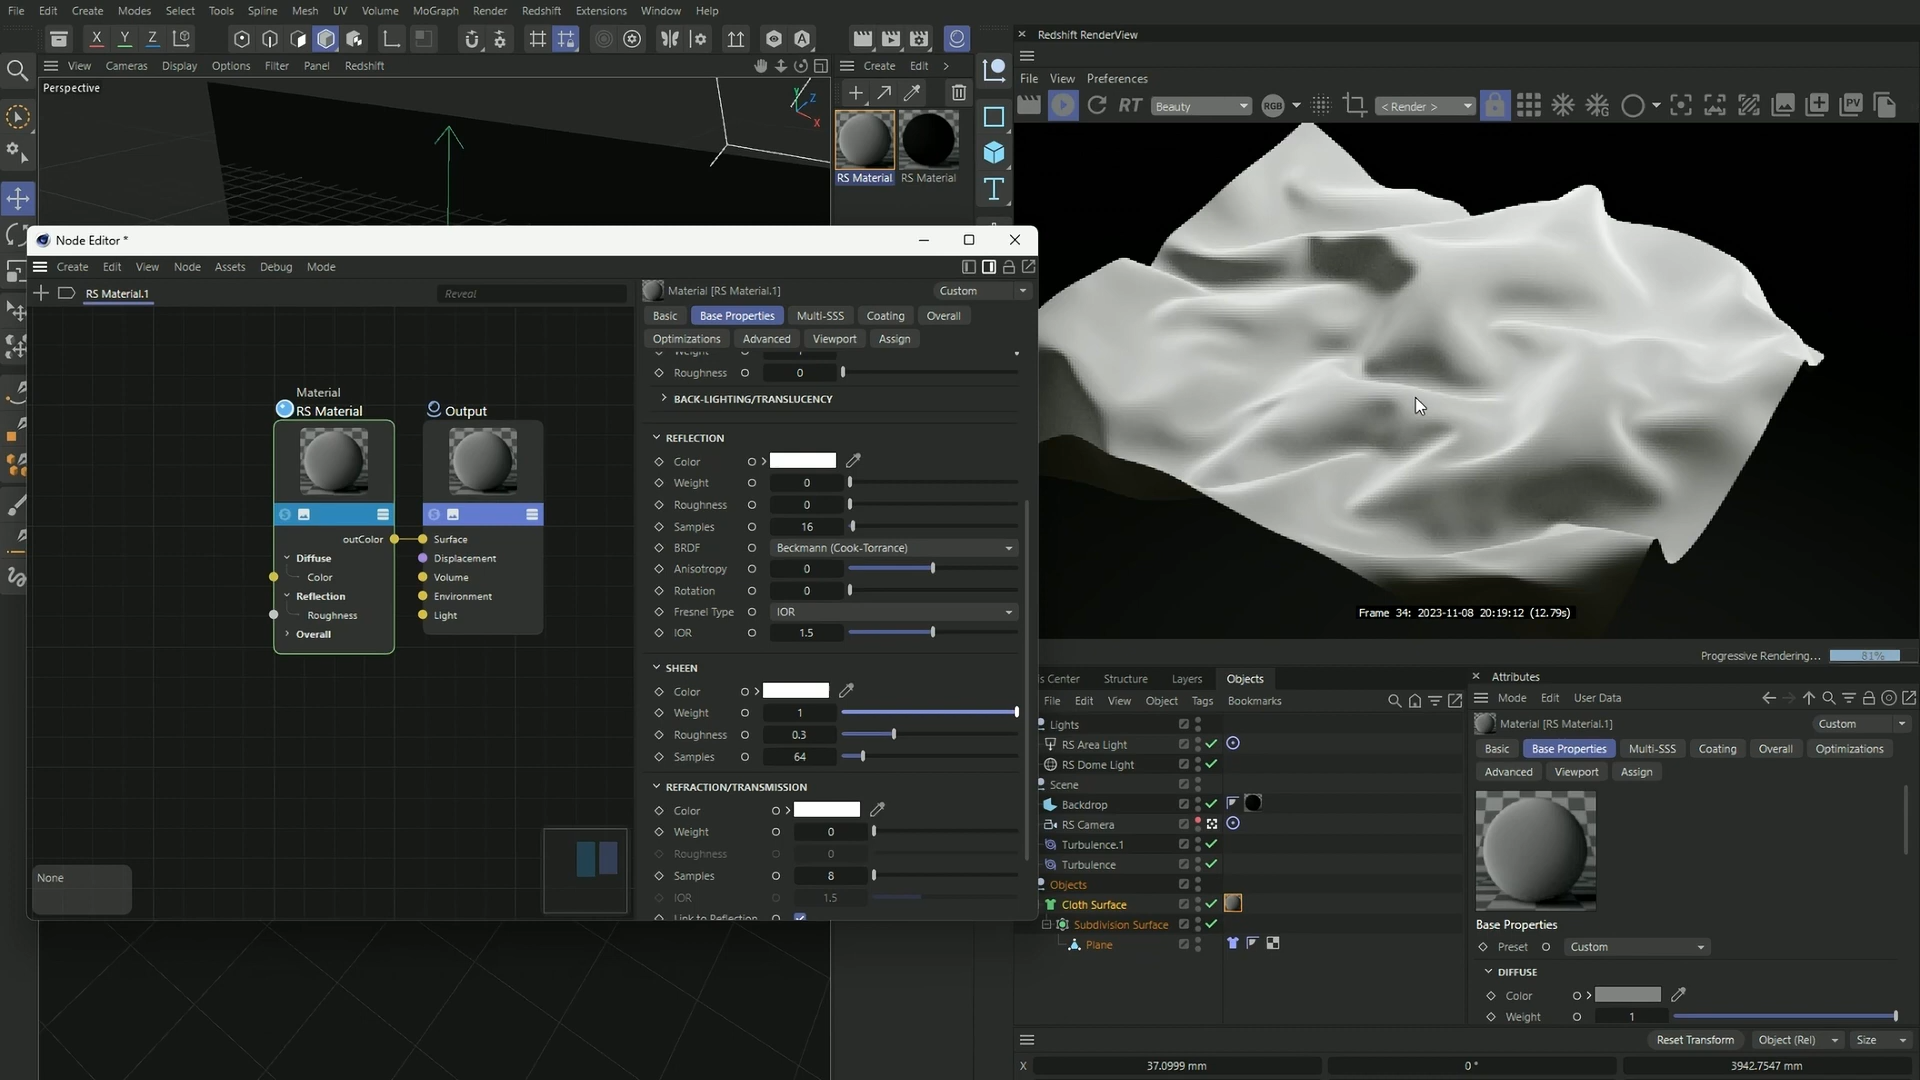 File Edit Create Modes Select Tools Spline Mesh UV Volume MoGraph Render Redshift Extensions Window Help
Redshift RenderView
X Y Z
View Cameras Display Options Filter Panel Redshift
Create Edit
File View Preferences
RT Beauty RGB < Render > PV
Perspective
Y Z X
RS Material RS Material
Node Editor *
Create Edit View Node Assets Debug Mode
RS Material.1
Reveal
Material [RS Material.1]
Custom
Basic Base Properties Multi-SSS Coating Overall
Optimizations Advanced Viewport Assign
Weight
Roughness 0
BACK-LIGHTING/TRANSLUCENCY
REFLECTION
Color
Weight 0
Roughness 0
Samples 16
BRDF Beckmann (Cook-Torrance)
Anisotropy 0
Rotation 0
Fresnel Type IOR
IOR 1.5
SHEEN
Color
Weight 1
Roughness 0.3
Samples 64
REFRACTION/TRANSMISSION
Color
Weight 0
Roughness 0
Samples 8
IOR 1.5
Link to Reflection
Material
RS Material
Output
outColor
Diffuse
Color
Reflection
Roughness
Overall
Surface
Displacement
Volume
Environment
Light
None
Frame 34: 2023-11-08 20:19:12 (12.79s)
Progressive Rendering... 81%
s Center Structure Layers Objects
File Edit View Object Tags Bookmarks
Lights
RS Area Light
RS Dome Light
Scene
Backdrop
RS Camera
Turbulence.1
Turbulence
Objects
Cloth Surface
Subdivision Surface
Plane
Attributes
Mode Edit User Data
Material [RS Material.1]
Custom
Basic Base Properties Multi-SSS Coating Overall Optimizations
Advanced Viewport Assign
Base Properties
Preset Custom
DIFFUSE
Color
Weight 1
Reset Transform Object (Rel) Size
X 37.0999 mm 0 ° 3942.7547 mm